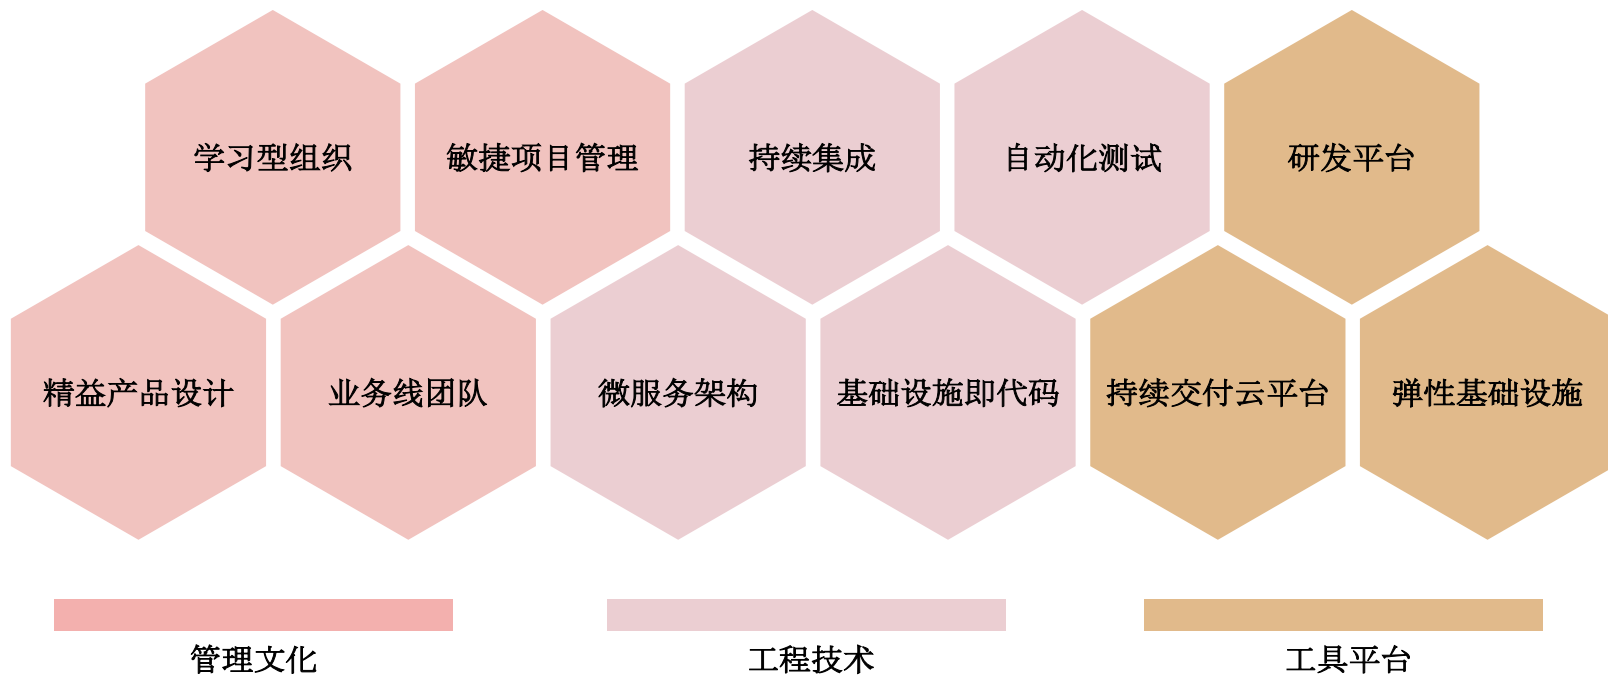 学习型组织
敏捷项目管理
持续集成
自动化测试
研发平台
精益产品设计
业务线团队
微服务架构
基础设施即代码
持续交付云平台
弹性基础设施
管理文化
工程技术
工具平台